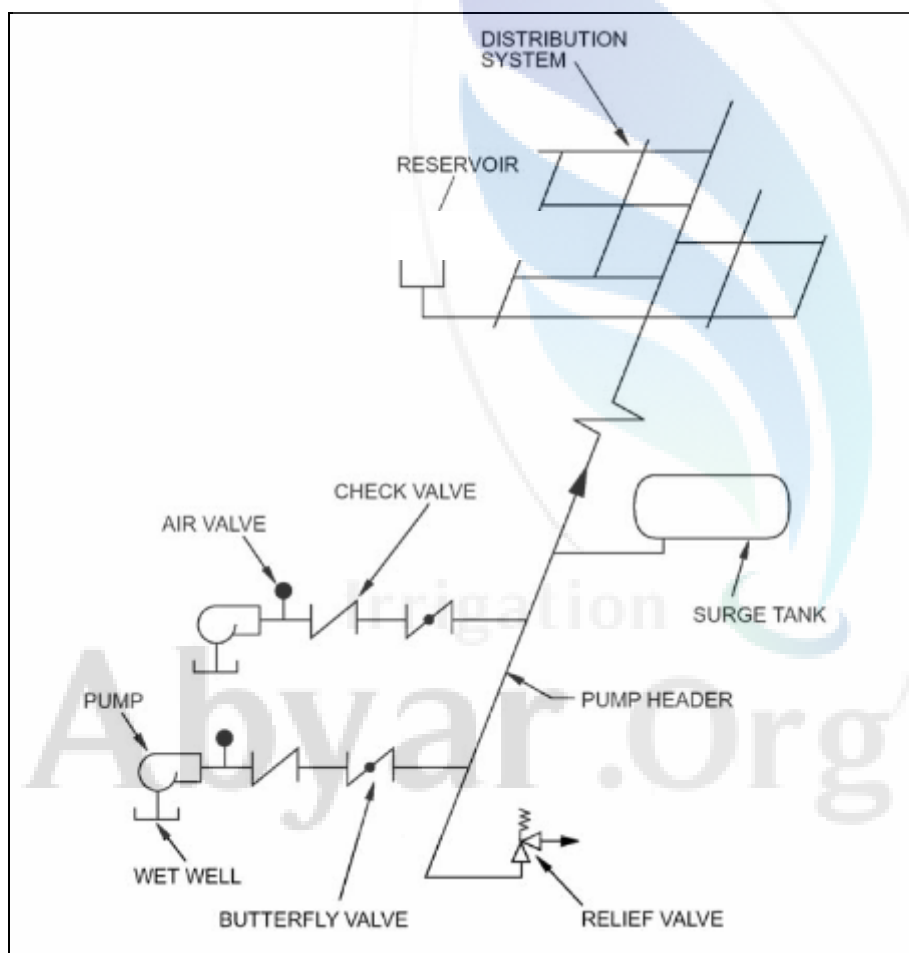 DISTRIBUTION
SYSTEM
RESERVOIR
CHECK VALVE
AIR VALVE
SURGE TANK
Irrigation
PUMP HEADER
PUMP
Abyar.Org
WET WELL
BUTTERFLY VALVE
RELIEF VALVE